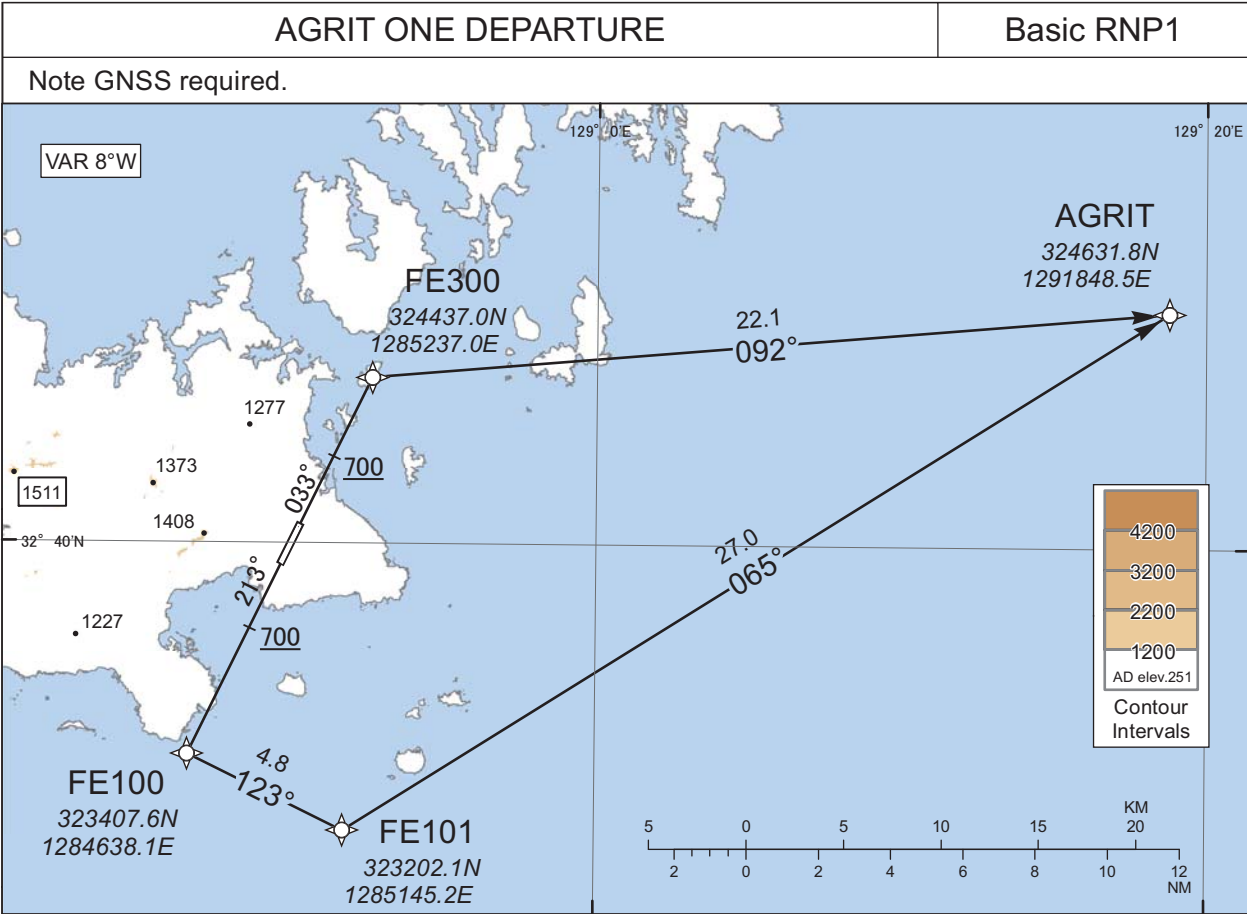 AGRIT ONE DEPARTURE
Basic RNP1
Note GNSS required.
VAR 8°W
129° 0'E
129° 20'E
AGRIT
324631.8N
1291848.5E
FE300
324437.0N
1285237.0E
22.1
092°
1277
1373
1511
1408
033°
700
32° 40'N
213°
27.0
065°
1227
700
4200
3200
2200
1200
AD elev.251
Contour
Intervals
4.8
123°
FE100
323407.6N
1284638.1E
FE101
323202.1N
1285145.2E
KM
5 0 5 10 15 20
2 0 2 4 6 8 10 12
NM